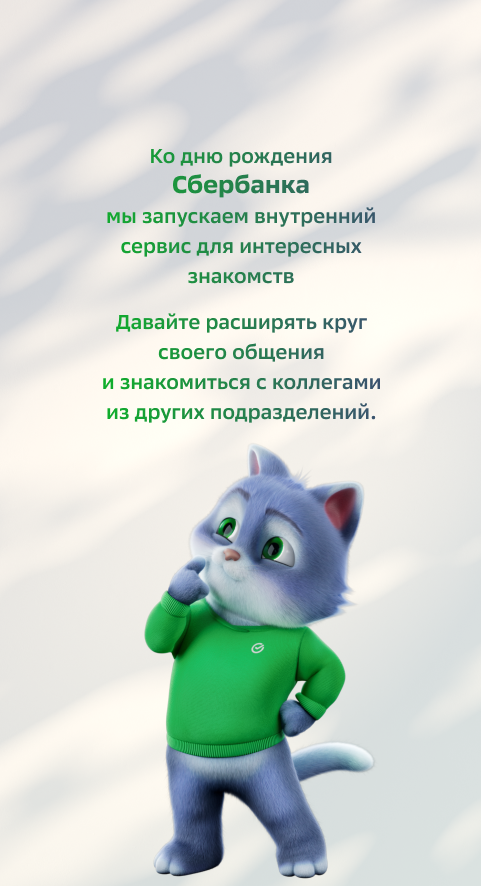 Ко дню рождения
Сбербанка
мы запускаем внутренний
сервис для интересных
знакомств
Давайте расширять круг
своего общения
и знакомиться с коллегами
из других подразделений.